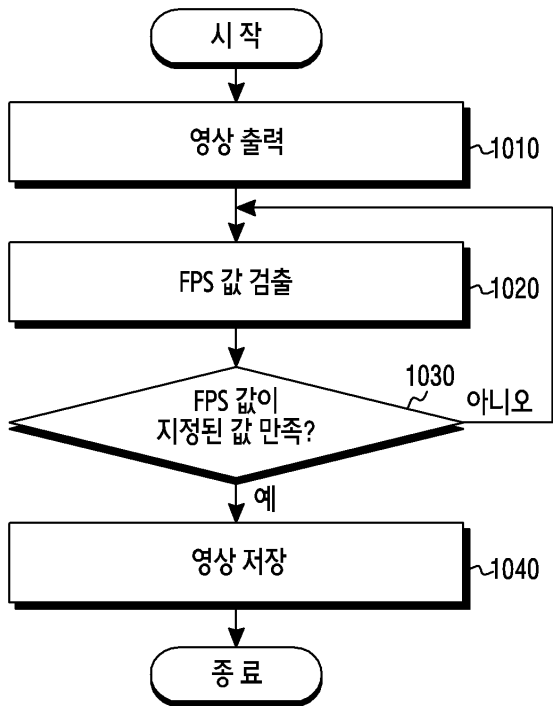 시 작
영상 출력
1010
FPS 값 검출
1020
1030
FPS 값이
지정된 값 만족?
아니오
예
영상 저장
1040
종 료